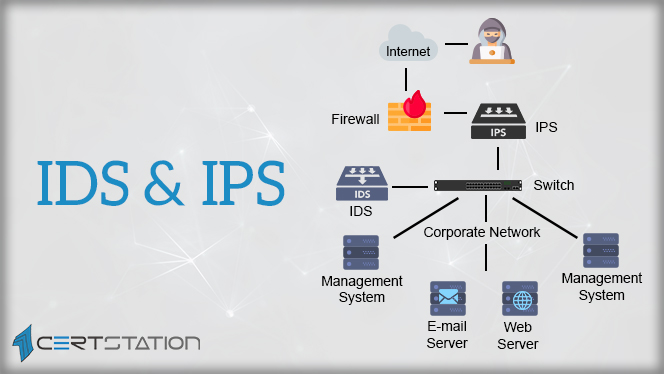 IDS & IPS
Internet
Firewall
IPS
IPS
IDS
IDS
Switch
Corporate Network
Management
System
Management
System
E-mail
Server
Web
Server
CERTSTATION